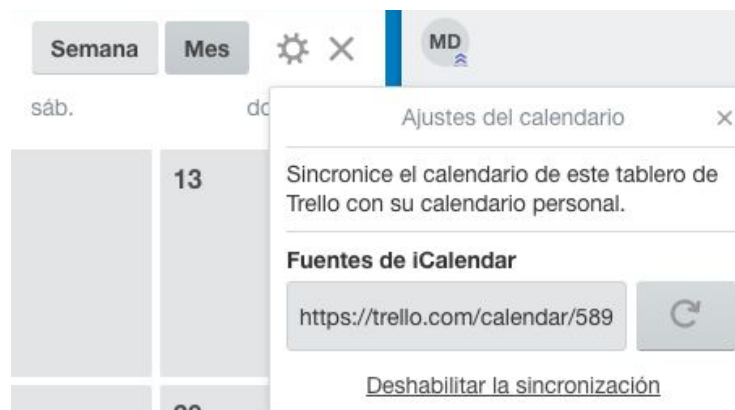 Semana Mes
MD
sáb.
Ajustes del calendario
13
Sincronice el calendario de este tablero de
Trello con su calendario personal.
Fuentes de iCalendar
https://trello.com/calendar/589
Deshabilitar la sincronización